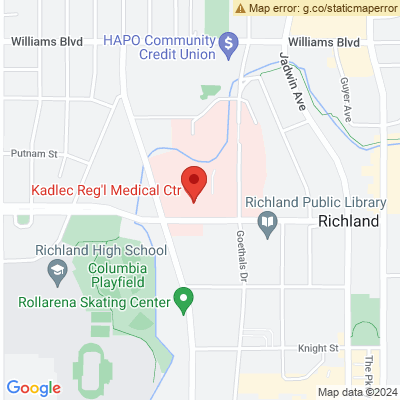 Map error: g.co/staticmaperror
HAPO Community
Credit Union
Williams Blvd
Williams Blvd
Jadwin Ave
Guyer Ave
Putnam St
Kadlec Reg'l Medical Ctr
Richland Public Library
Richland
Goethals Dr
Richland High School
Columbia
Playfield
Rollarena Skating Center
Knight St
The Pk
Google
Map data ©2024